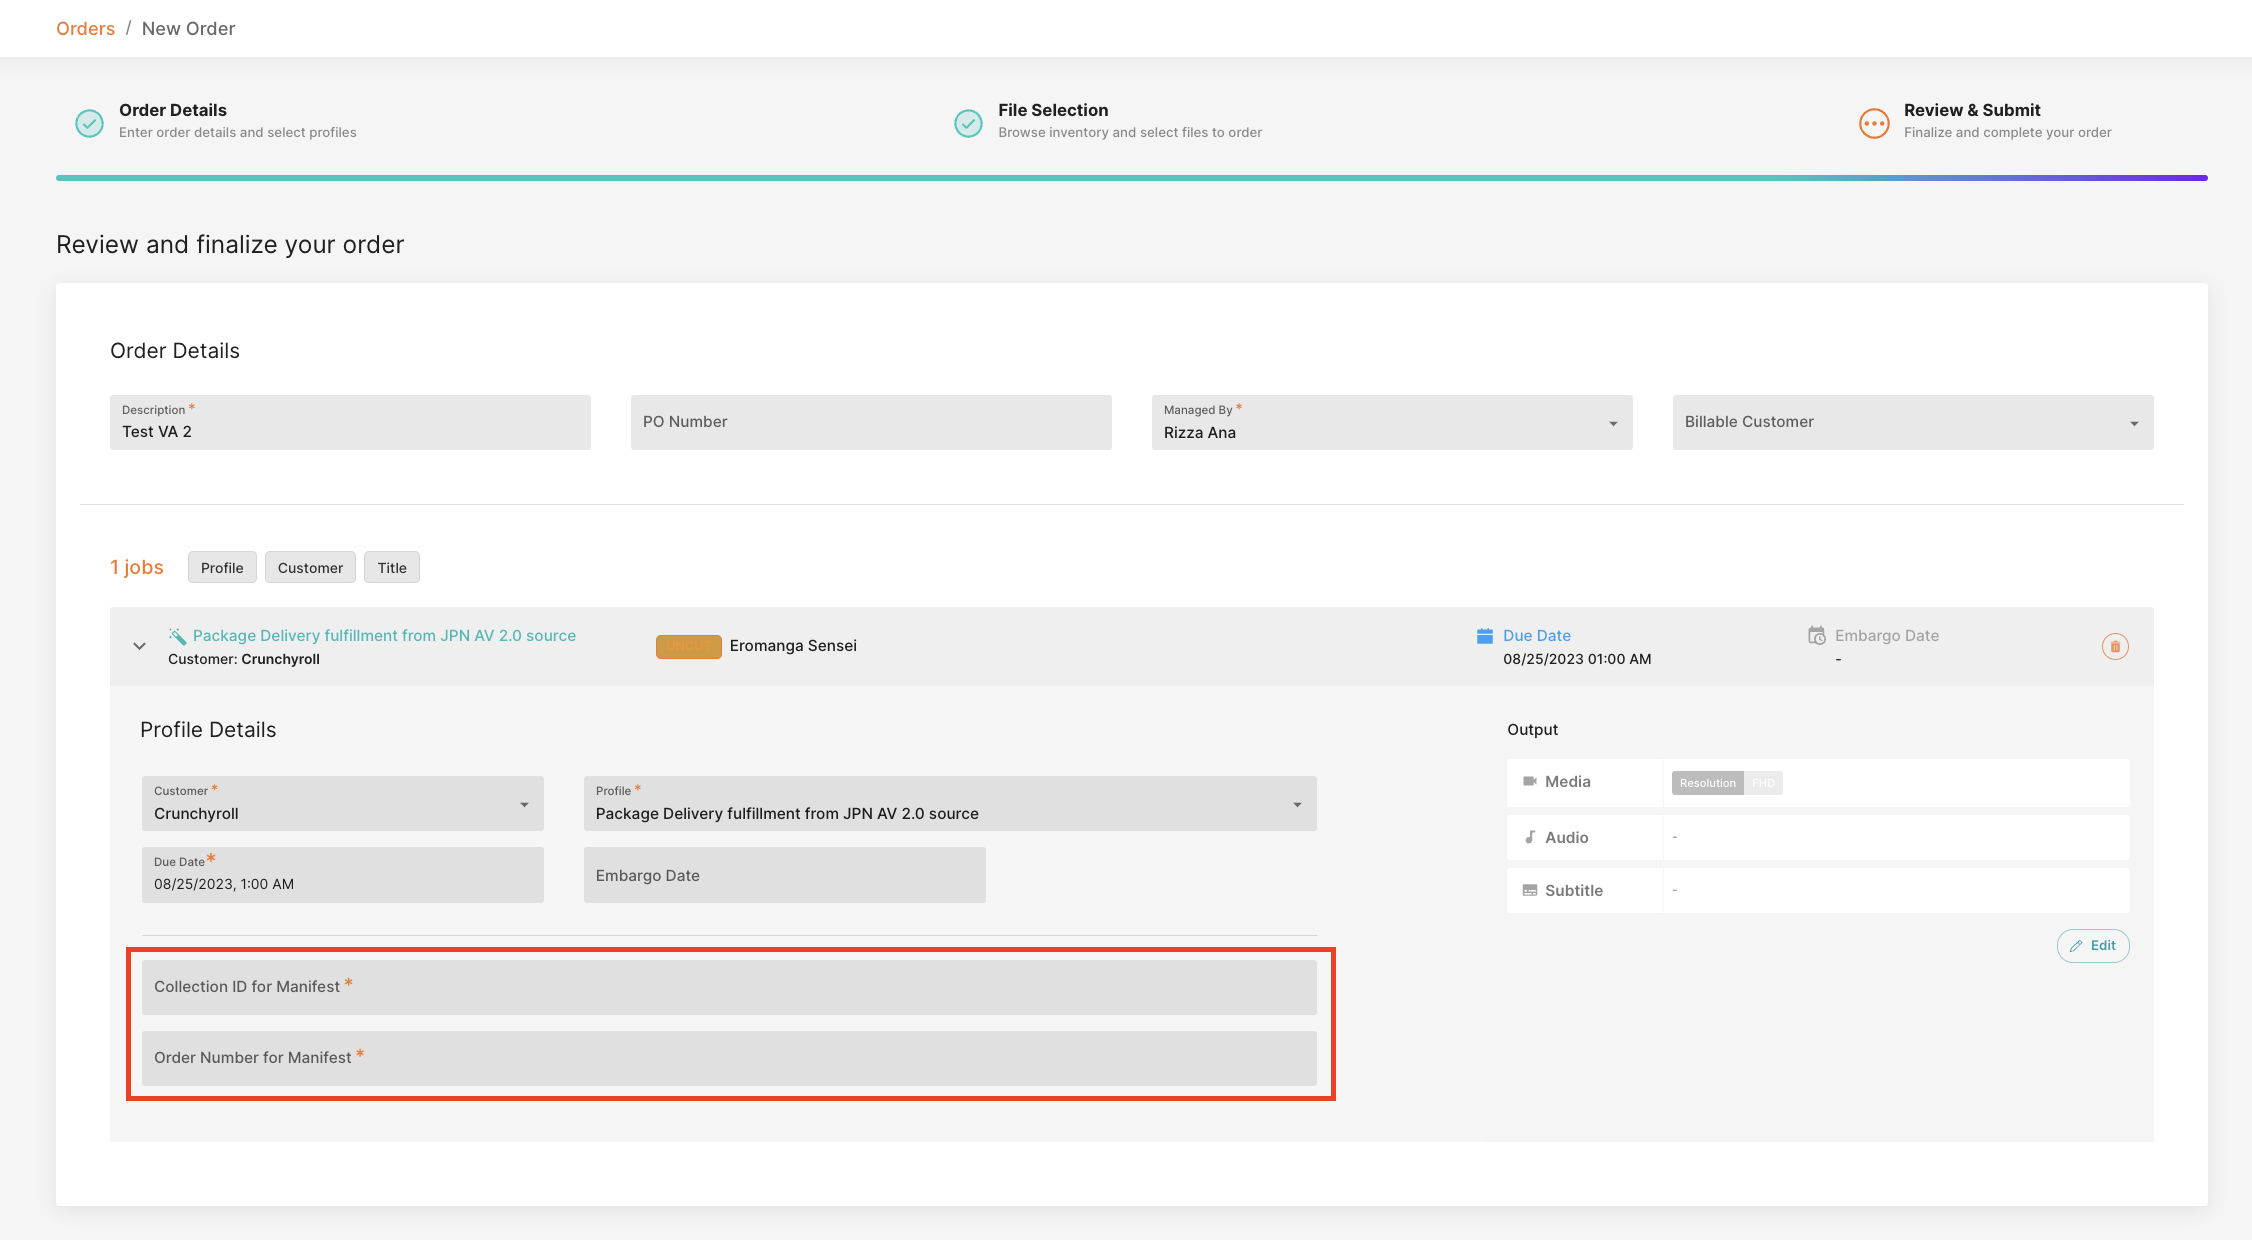 Orders / New Order
Order Details
Enter order details and select profiles
File Selection
Browse inventory and select files to order
Review & Submit
Finalize and complete your order
Review and finalize your order
Order Details
Description *
Test VA 2
PO Number
Managed By *
Rizza Ana
Billable Customer
1 jobs
Profile
Customer
Title
Package Delivery fulfillment from JPN AV 2.0 source
Customer: Crunchyroll
Eromanga Sensei
Due Date
08/25/2023 01:00 AM
Embargo Date
-
Profile Details
Customer *
Crunchyroll
Profile *
Package Delivery fulfillment from JPN AV 2.0 source
Due Date*
08/25/2023, 1:00 AM
Embargo Date
Collection ID for Manifest *
Order Number for Manifest *
Output
Media
Resolution FHD
Audio -
Subtitle -
Edit